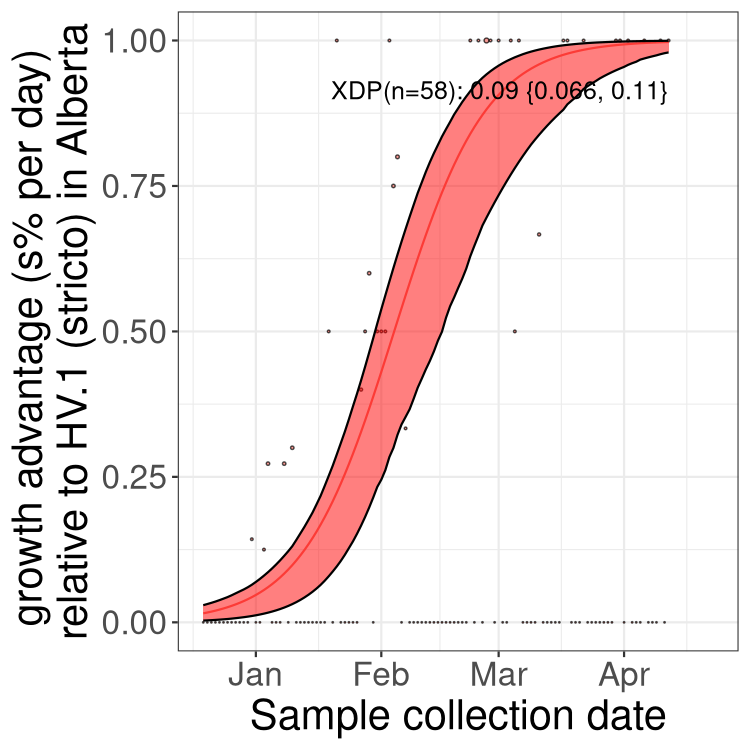 growth advantage (s% per day)
relative to HV.1 (stricto) in Alberta
1.00
0.75
0.50
0.25
0.00
XDP(n=58): 0.09 {0.066, 0.11}
Jan
Feb
Mar
Apr
Sample collection date